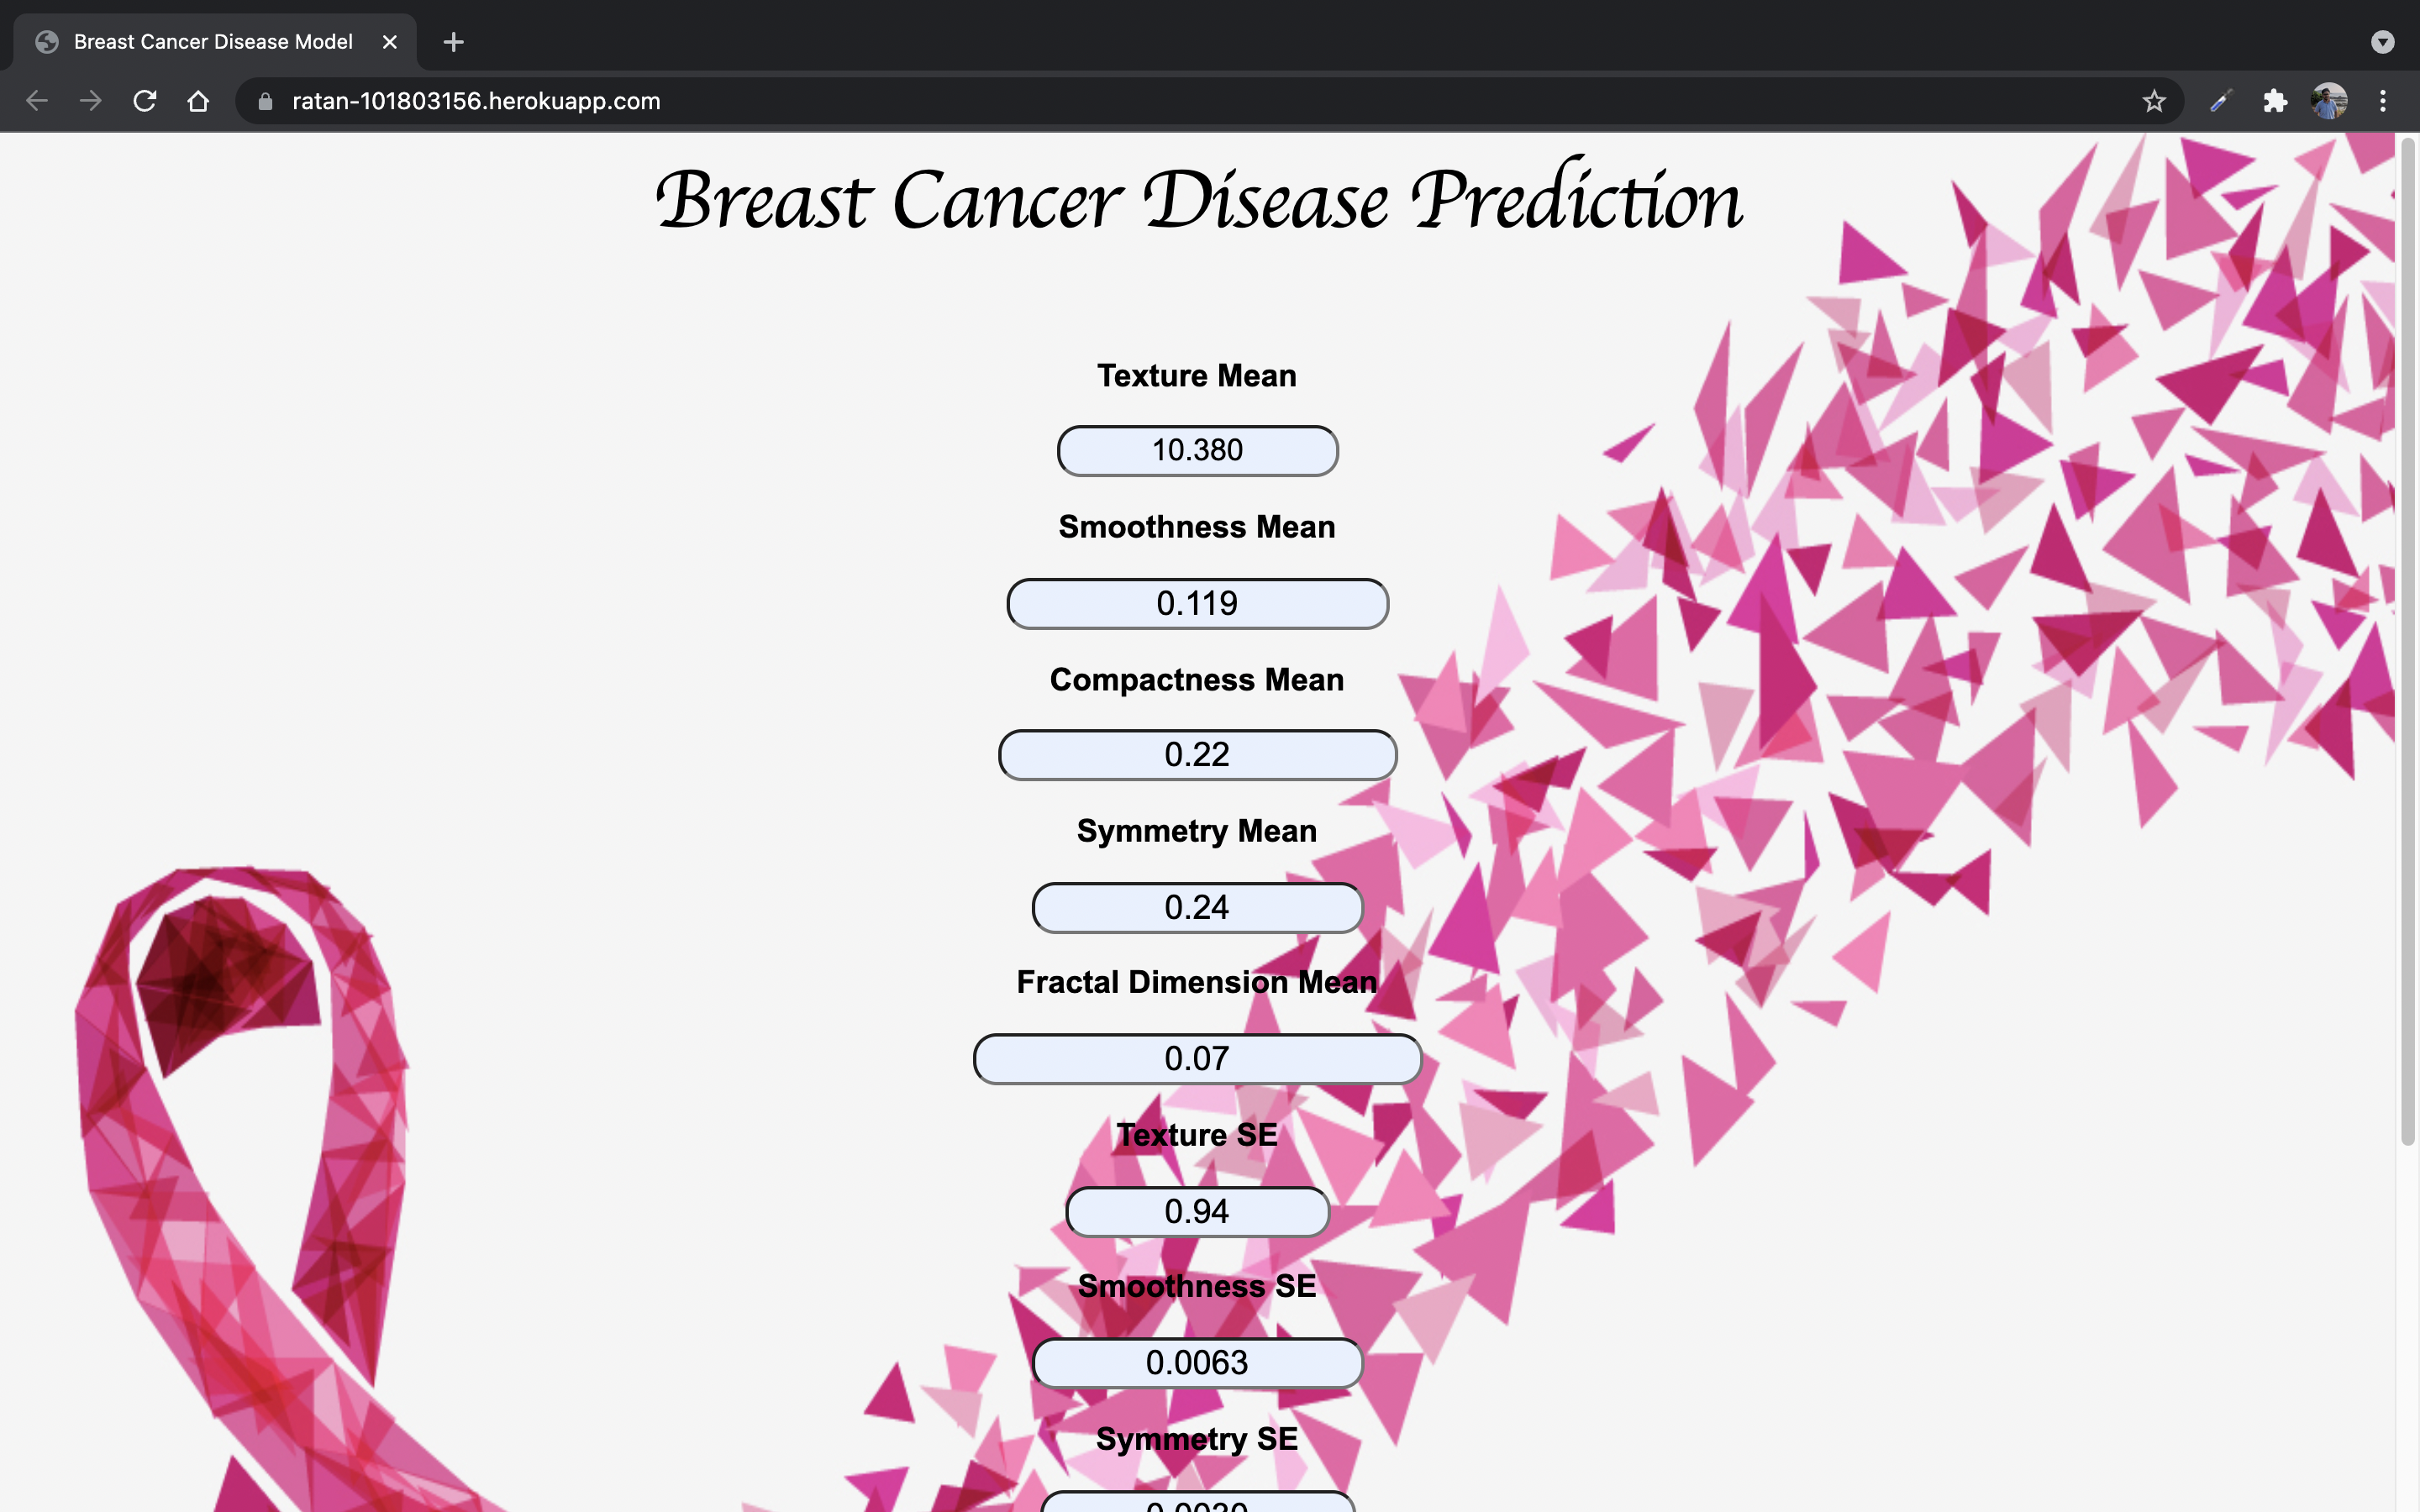 Breast Cancer Disease Model
ratan-101803156.herokuapp.com
Breast Cancer Disease Prediction
Texture Mean
10.380
Smoothness Mean
0.119
Compactness Mean
0.22
Symmetry Mean
0.24
Fractal Dimension Mean
0.07
Texture SE
0.94
Smoothness SE
0.0063
Symmetry SE